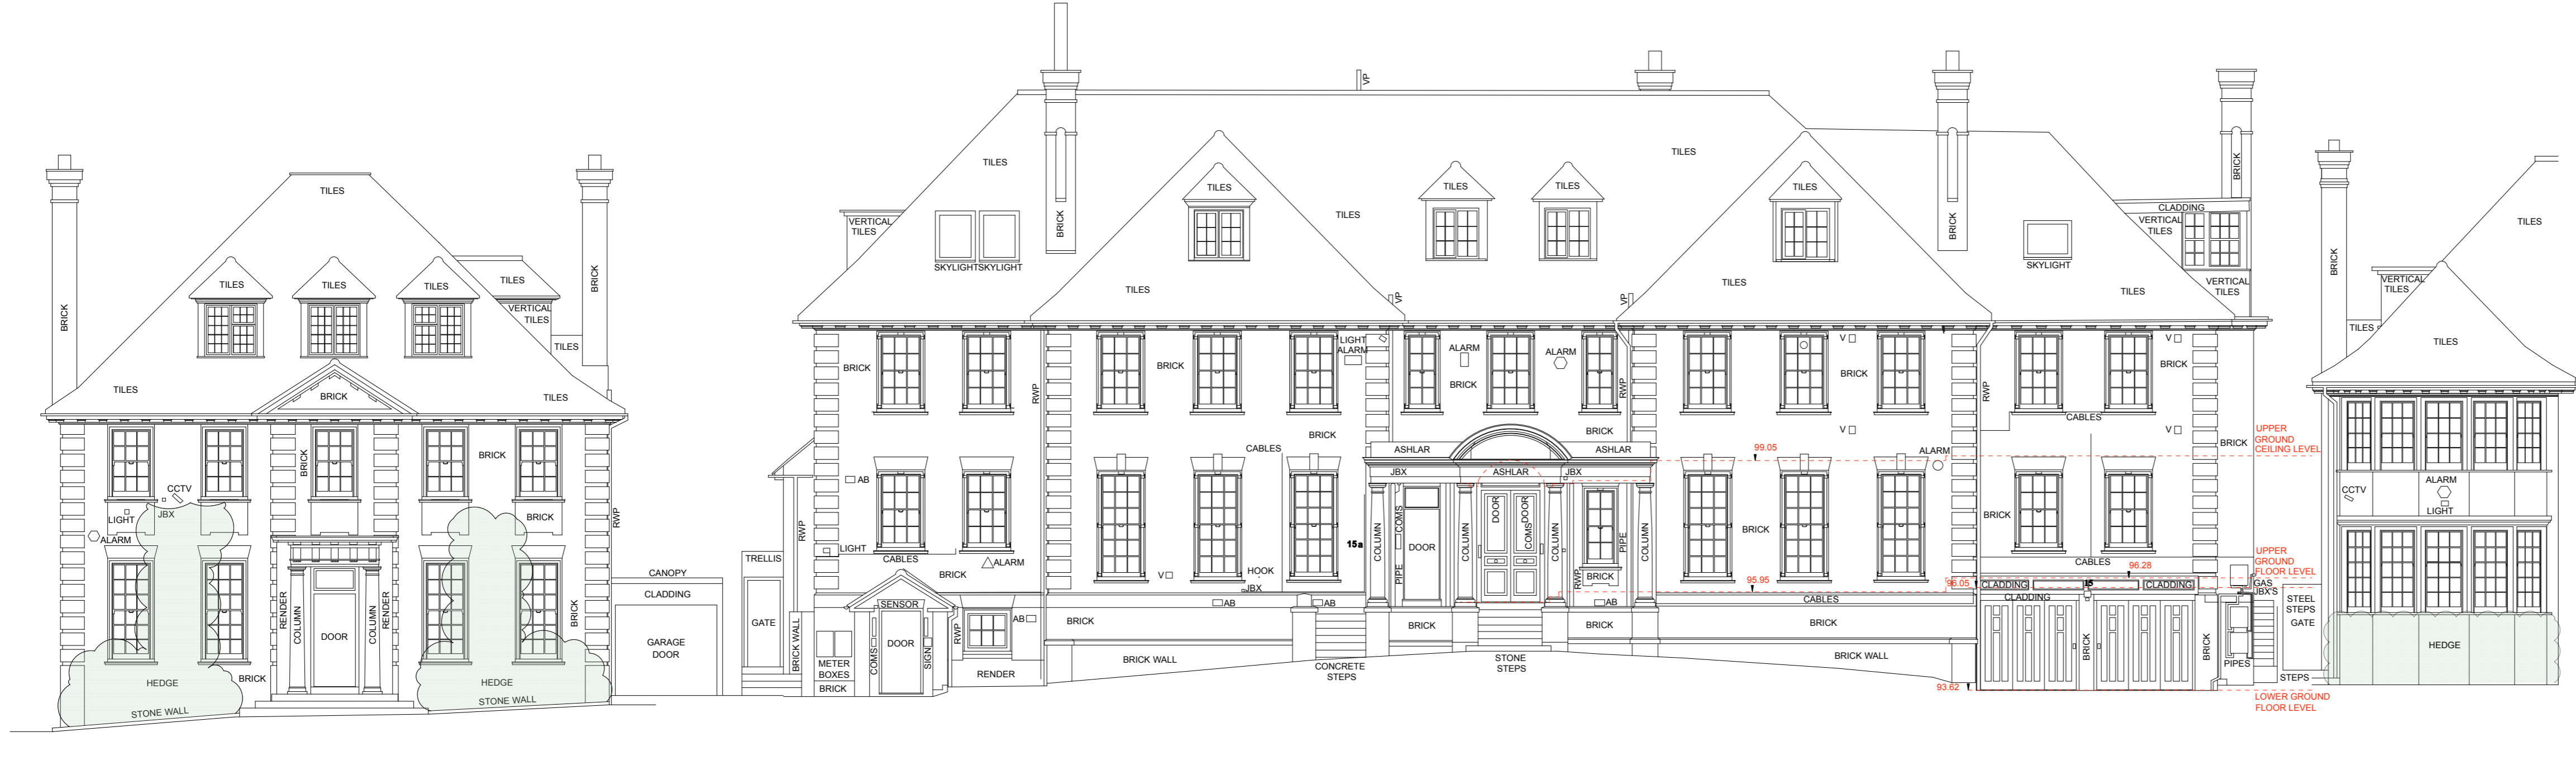 BRICK
TILES
TILES
TILES
TILES
TILES
VERTICAL
TILES
TILES
BRICK
TILES
TILES
BRICK
BRICK
BRICK
CCTV
JBX
LIGHT
ALARM
BRICK
RWP
HEDGE
STONE WALL
BRICK
RENDER
COLUMN
DOOR
COLUMN
RENDER
HEDGE
STONE WALL
BRICK
CANOPY
CLADDING
GARAGE
DOOR
TRELLIS
GATE
BRICK WALL
RWP
TILES
VERTICAL
TILES
SKYLIGHT
SKYLIGHT
BRICK
VP
TILES
TILES
TILES
TILES
TILES
TILES
TILES
VP
VP
TILES
TILES
BRICK
SKYLIGHT
TILES
CLADDING
VERTICAL
TILES
VERTICAL
TILES
BRICK
BRICK
RWP
BRICK
LIGHT
ALARM
ALARM
BRICK
ALARM
RWP
V
BRICK
RWP
V
BRICK
CABLES
BRICK
CABLES
BRICK
V
V
BRICK
AB
ASHLAR
ASHLAR
JBX
ASHLAR
JBX
99.05
ALARM
UPPER
GROUND
CEILING LEVEL
LIGHT
CABLES
BRICK
ALARM
V
HOOK
JBX
15a
COLUMN
PIPE
COMS
DOOR
COLUMN
DOOR
DOOR
COMS
COLUMN
RWP
BRICK
PIPE
COLUMN
BRICK
95.95
96.05
BRICK
CABLES
96.28
UPPER
GROUND
FLOOR LEVEL
SENSOR
METER
BOXES
BRICK
COMS
DOOR
SIGN
RWP
AB
RENDER
BRICK
AB
AB
BRICK WALL
CONCRETE
STEPS
BRICK
STONE
STEPS
AB
BRICK
CABLES
BRICK
BRICK WALL
93.62
CLADDING
15
CLADDING
CLADDING
BRICK
BRICK
GAS
JBX'S
PIPES
STEEL
STEPS
GATE
STEPS
LOWER GROUND
FLOOR LEVEL
BRICK
VERTICAL
TILES
TILES
TILES
TILES
CCTV
ALARM
LIGHT
HEDGE